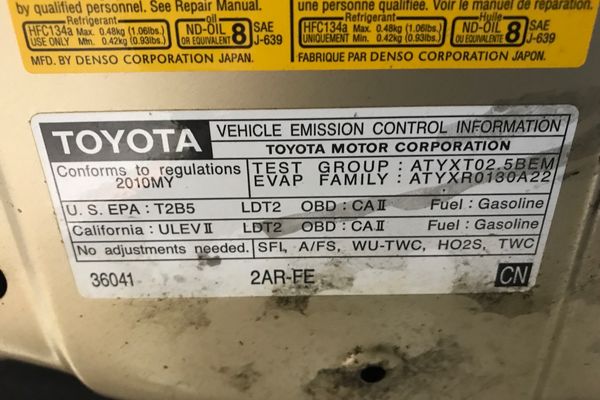 by qualified personnel. See Repair Manual.
Refrigerant
oil
HFC134a Max. 0.48kg (1.06lbs)
USE ONLY Min. 0.42kg (0.93lbs)
ND-OIL 8
OR EQUIVALENT
SAE
J-639
MFD. BY DENSO CORPORATION JAPAN.
une personne qualifiée. Voir le manuel de réparation.
Refrigerant
Huile
HFC134a Max. 0.48kg (1.06lbs)
UNIQUEMENT Min. 0.42kg (0.93lbs)
ND-OIL 8
OU EQUIVALENTE
SAE
J-639
FABRIQUE PAR DENSO CORPORATION JAPON.
TOYOTA
VEHICLE EMISSION CONTROL INFORMATION
TOYOTA MOTOR CORPORATION
Conforms to regulations
2010MY
TEST GROUP : ATYXT02.5BEM
EVAP FAMILY : ATYXR0130A22
U.S. EPA : T2B5 LDT2 OBD : CAII Fuel : Gasoline
California : ULEVII LDT2 OBD : CAII Fuel : Gasoline
No adjustments needed. SFI, A/FS, WU-TWC, HO2S, TWC
36041 2AR-FE CN